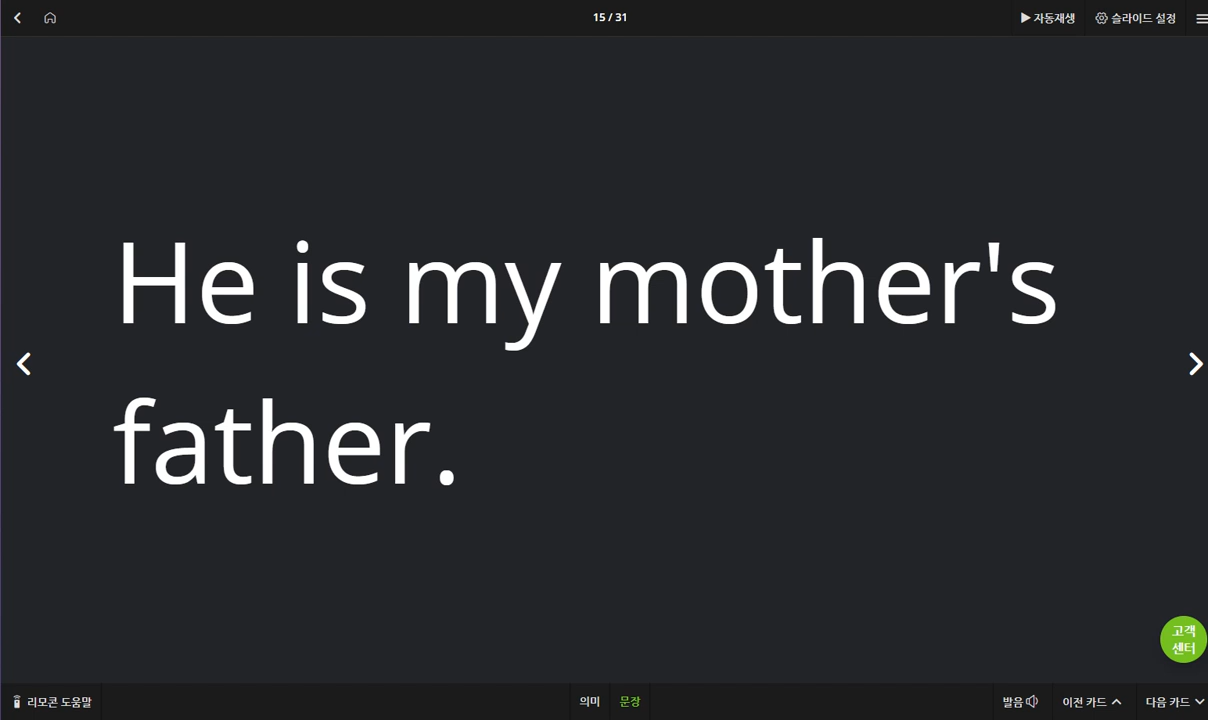 15 / 31
자동재생
슬라이드 설정
He is my mother's
father.
고객
센터
리모콘 도움말
의미
문장
발음
이전 카드
다음 카드